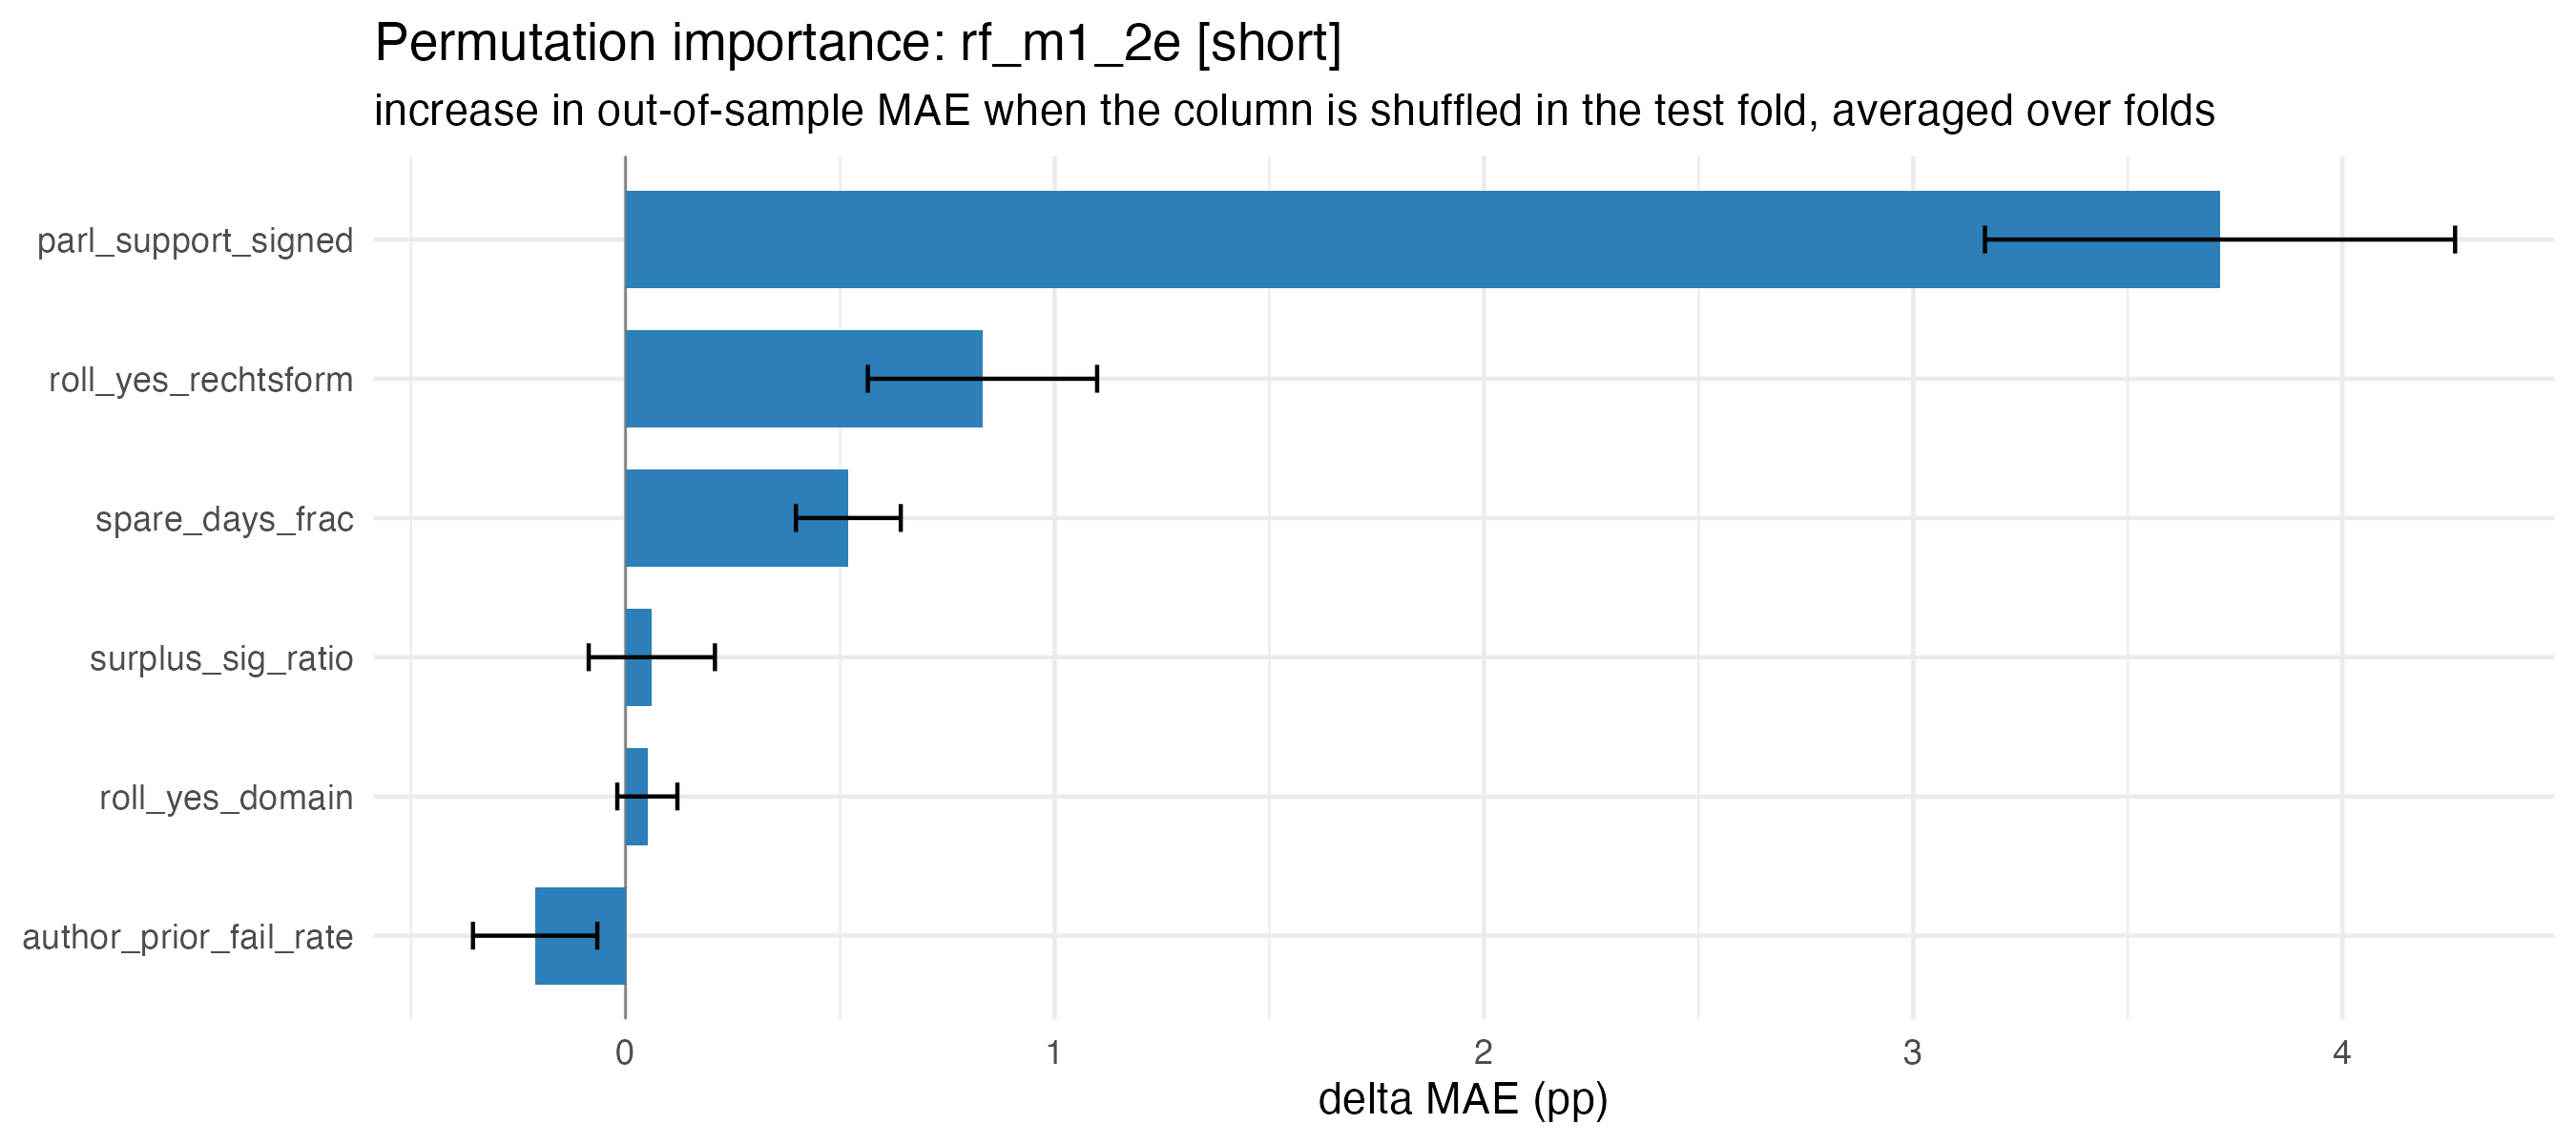 Permutation importance: rf_m1_2e [short]
increase in out-of-sample MAE when the column is shuffled in the test fold, averaged over folds
parl_support_signed
roll_yes_rechtsform
spare_days_frac
surplus_sig_ratio
roll_yes_domain
author_prior_fail_rate
0 1 2 3 4
delta MAE (pp)